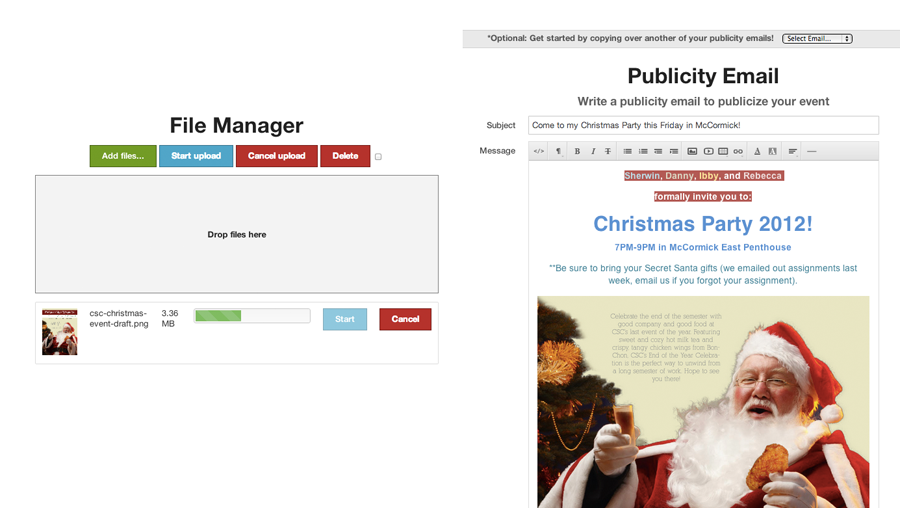 File Manager
Add files...
Start upload
Cancel upload
Delete
Drop files here
csc-christmas-
event-draft.png
3.36
MB
Start
Cancel
*Optional: Get started by copying over another of your publicity emails!
Select Email...
Publicity Email
Write a publicity email to publicize your event
Subject
Come to my Christmas Party this Friday in McCormick!
Message
Sherwin, Danny, Ibby, and Rebecca
formally invite you to:
Christmas Party 2012!
7PM-9PM in McCormick East Penthouse
**Be sure to bring your Secret Santa gifts (we emailed out assignments last
week, email us if you forgot your assignment).
Celebrate the end of the semester with
good company and good food at
CSC's last event of the year. Featuring
sweet and cozy hot milk tea and
crispy tangy chicken wings from Bon-
Chon. CSC's End of the Year Celebra-
tion is the perfect way to unwind from
a long semester of work. Hope to see
you there!